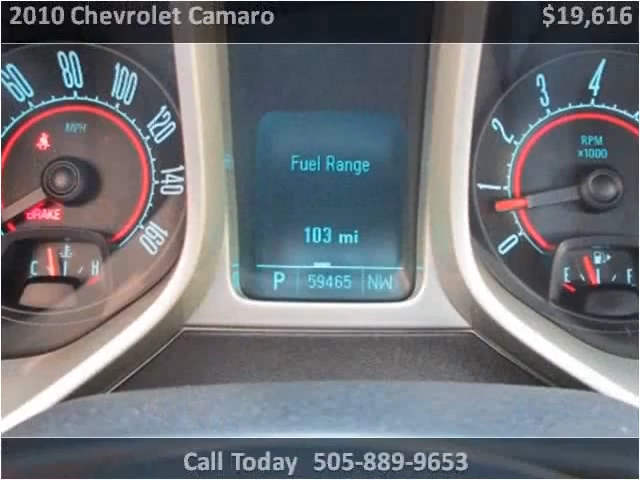 2010 Chevrolet Camaro $19,616
60 80 100 120 140 160
MPH
BRAKE
C H
Fuel Range
103 mi
P 59465 NW
0 1 2 3 4
RPM
x1000
E F
Call Today 505-889-9653